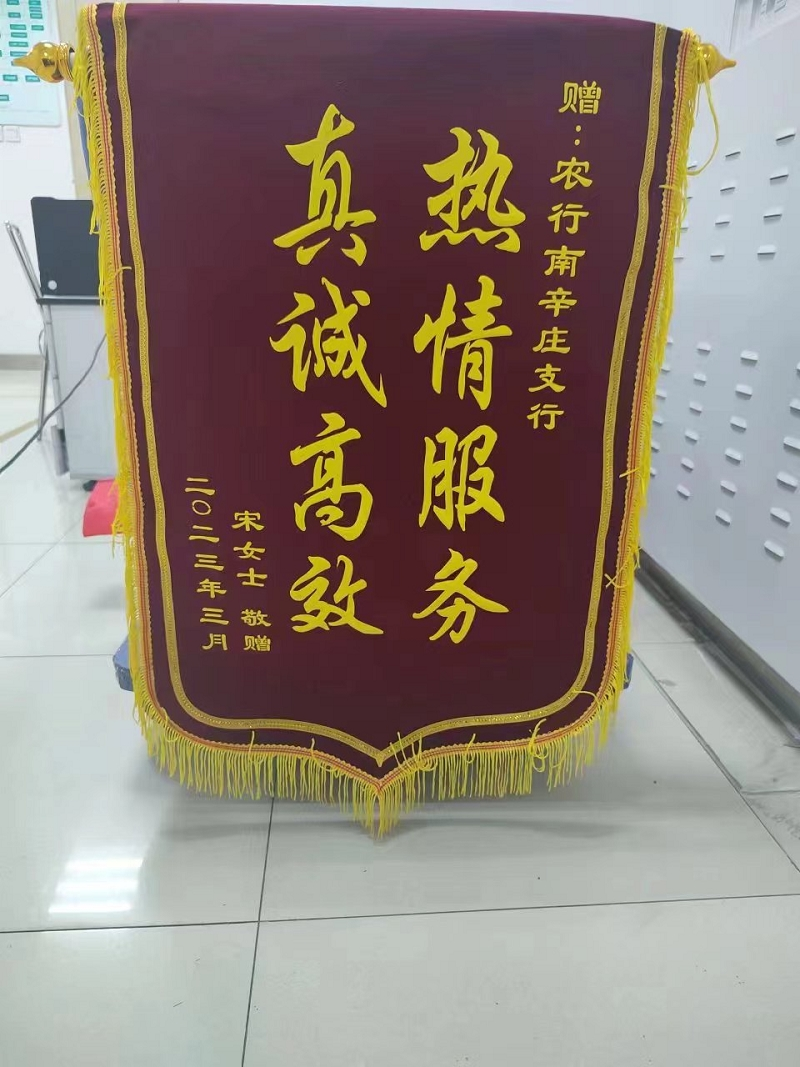 赠：农行南辛庄支行
热情服务
真诚高效
宋女士 敬赠
二〇二三年三月